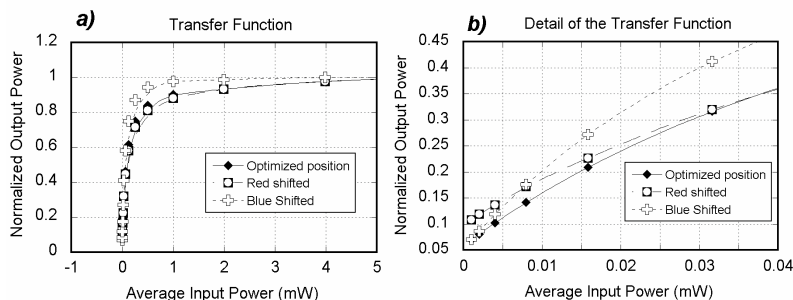 a)
Transfer Function
Normalized Output Power
1.2
1
0.8
0.6
0.4
0.2
0
-1
0
1
2
3
4
5
Average Input Power (mW)
Optimized position
Red shifted
Blue Shifted
b)
Detail of the Transfer Function
Normalized Output Power
0.45
0.4
0.35
0.3
0.25
0.2
0.15
0.1
0.05
0
0.01
0.02
0.03
0.04
Average Input Power (mW)
Optimized position
Red shifted
Blue Shifted